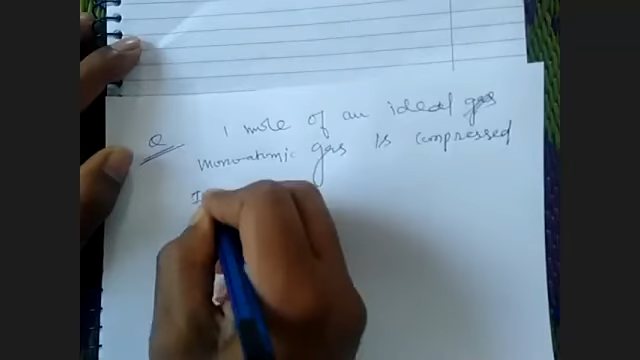 Q 1 mole of an ideal gas
monoatomic gas is compressed